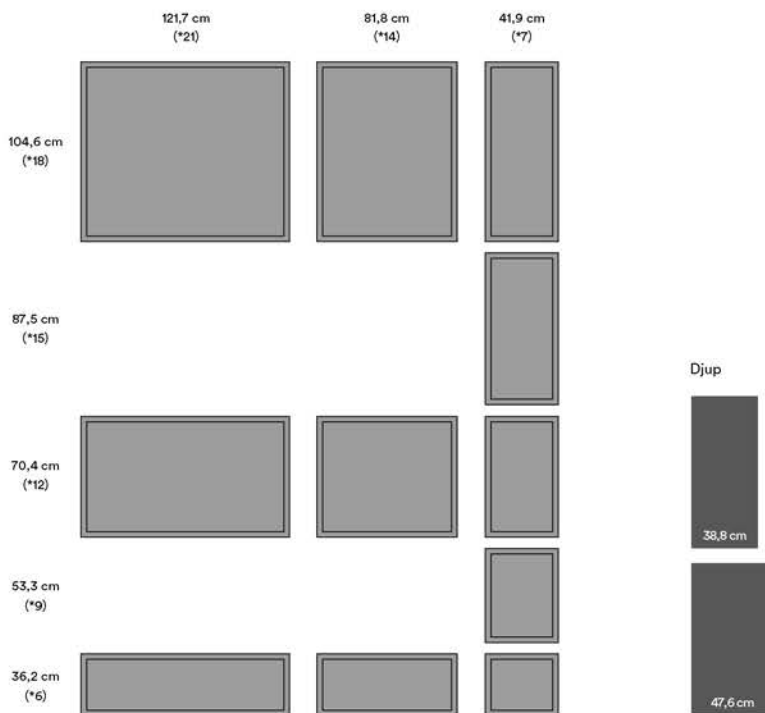 121,7 cm
(*21)
81,8 cm
(*14)
41,9 cm
(*7)
104,6 cm
(*18)
87,5 cm
(*15)
70,4 cm
(*12)
53,3 cm
(*9)
36,2 cm
(*6)
Djup
38,8 cm
47,6 cm